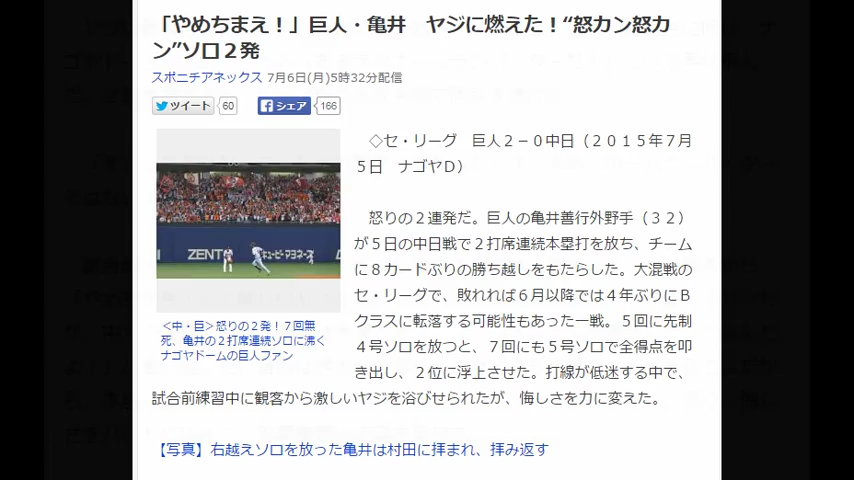 「やめちまえ！」巨人・亀井　ヤジに燃えた！“怒カン怒カ
ン”ソロ２発
スポニチアネックス 7月6日(月)5時32分配信
ツイート 60 シェア 166
◇セ・リーグ　巨人２－０中日（２０１５年７月
５日　ナゴヤＤ）
怒りの２連発だ。巨人の亀井善行外野手（３２）
が５日の中日戦で２打席連続本塁打を放ち、チーム
に８カードぶりの勝ち越しをもたらした。大混戦の
セ・リーグで、敗れれば６月以降では４年ぶりにＢ
クラスに転落する可能性もあった一戦。５回に先制
４号ソロを放つと、７回にも５号ソロで全得点を叩
き出し、２位に浮上させた。打線が低迷する中で、
試合前練習中に観客から激しいヤジを浴びせられたが、悔しさを力に変えた。
ZENT キユーピーマヨネーズ
＜中・巨＞怒りの２発！７回無
死、亀井の２打席連続ソロに沸く
ナゴヤドームの巨人ファン
【写真】右越えソロを放った亀井は村田に拝まれ、拝み返す